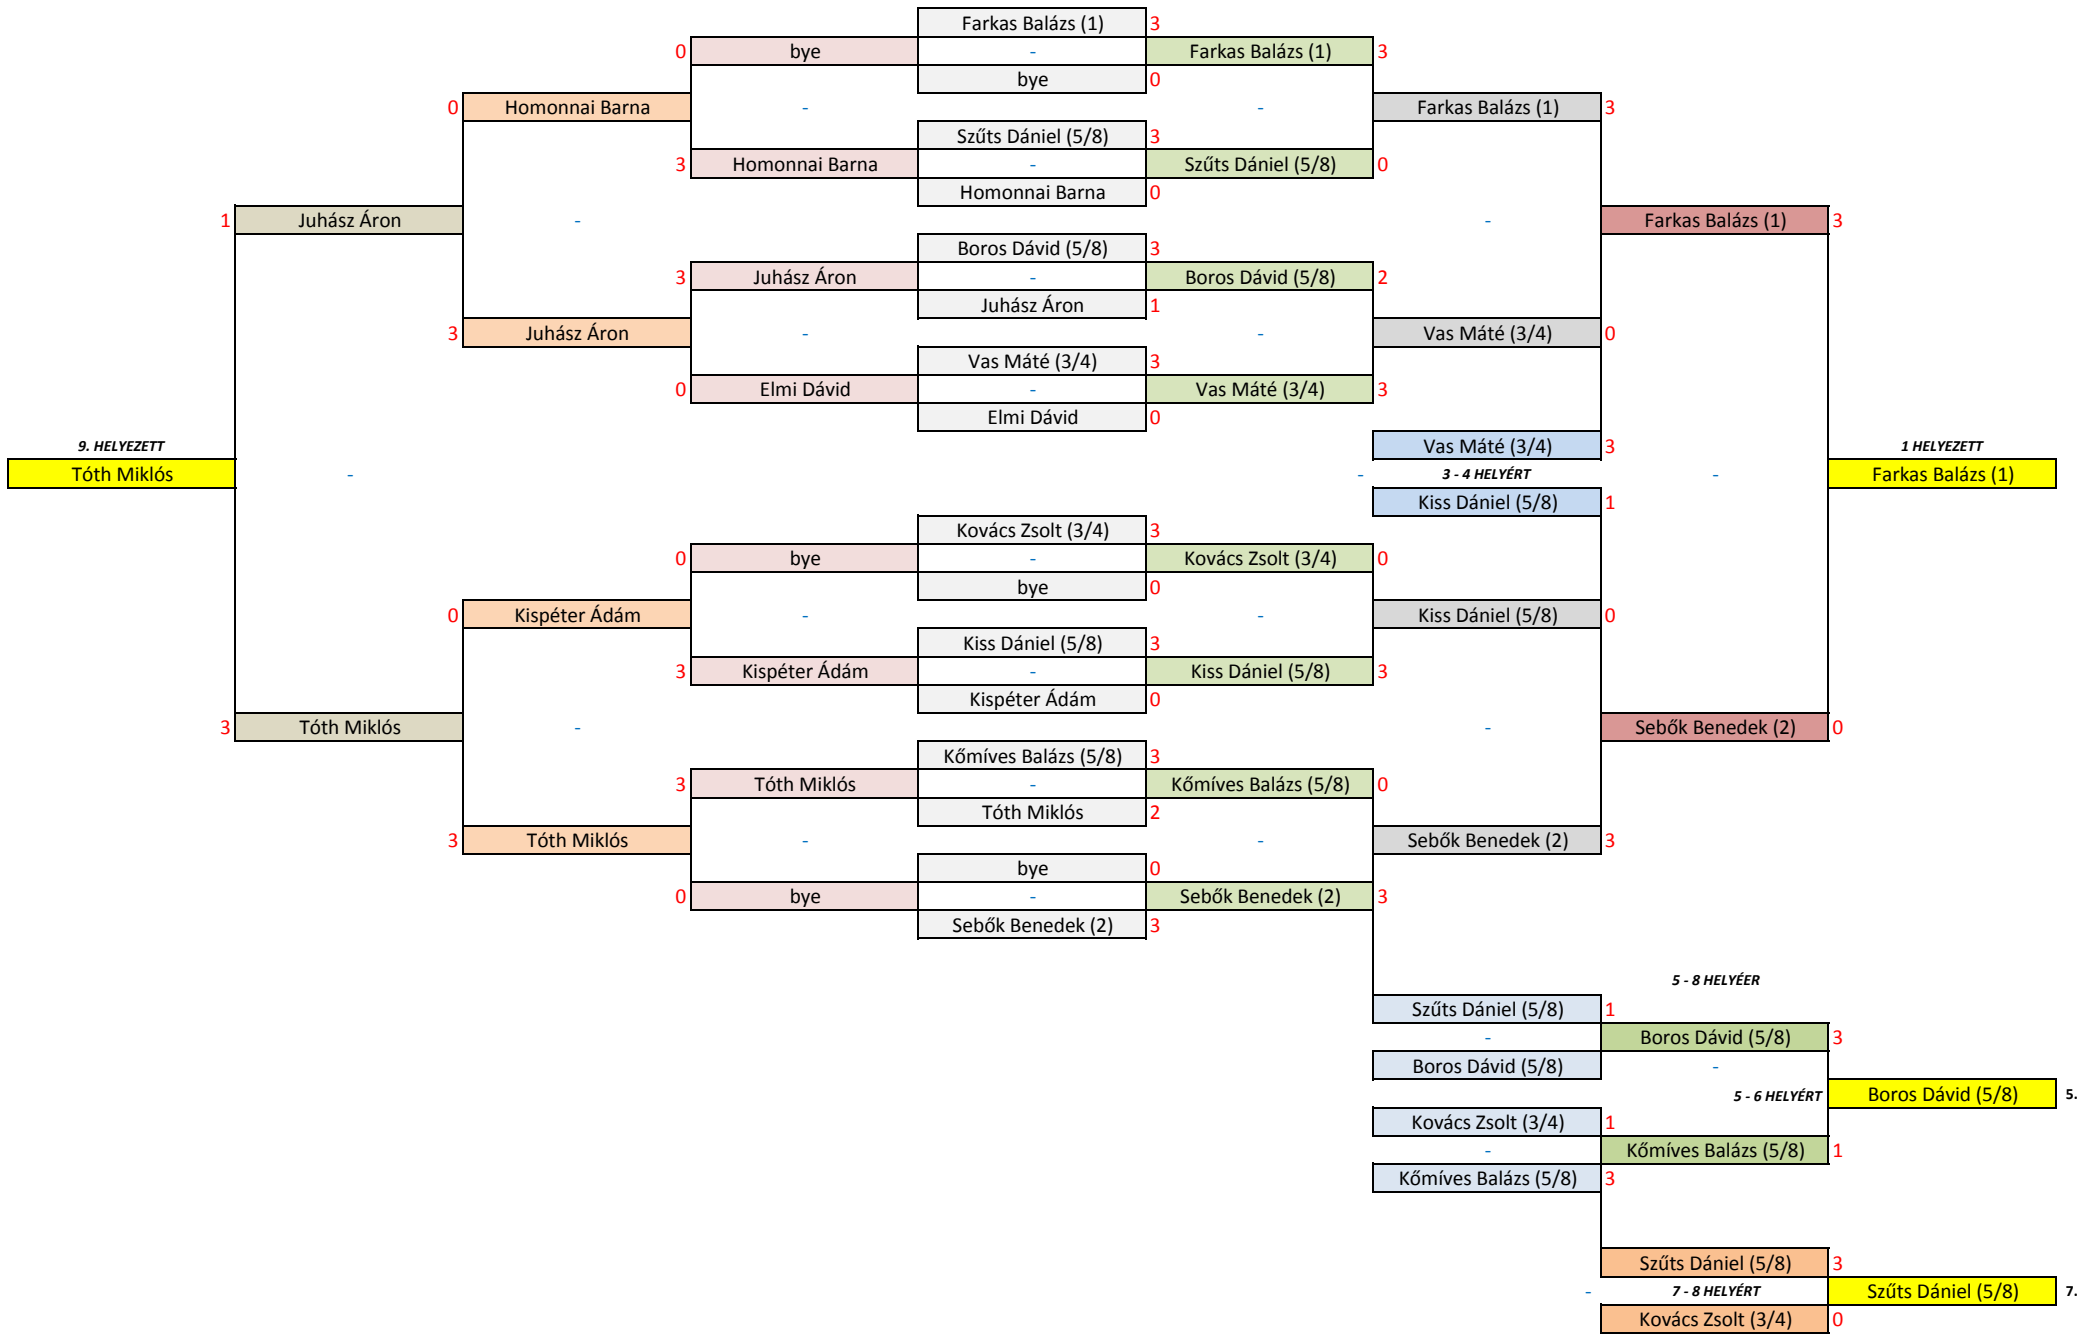 Farkas Balázs (1) 3
0 bye - Farkas Balázs (1) 3
bye 0
0 Homonnai Barna - - Farkas Balázs (1) 3
Szűts Dániel (5/8) 3
3 Homonnai Barna - Szűts Dániel (5/8) 0
Homonnai Barna 0
1 Juhász Áron - - Farkas Balázs (1) 3
Boros Dávid (5/8) 3
3 Juhász Áron - Boros Dávid (5/8) 2
Juhász Áron 1
3 Juhász Áron - - Vas Máté (3/4) 0
Vas Máté (3/4) 3
0 Elmi Dávid - Vas Máté (3/4) 3
Elmi Dávid 0
9. HELYEZETT Vas Máté (3/4) 3 1 HELYEZETT
Tóth Miklós - - 3 - 4 HELYÉRT - Farkas Balázs (1)
Kiss Dániel (5/8) 1
Kovács Zsolt (3/4) 3
0 bye - Kovács Zsolt (3/4) 0
bye 0
0 Kispéter Ádám - - Kiss Dániel (5/8) 0
Kiss Dániel (5/8) 3
3 Kispéter Ádám - Kiss Dániel (5/8) 3
Kispéter Ádám 0
3 Tóth Miklós - - Sebők Benedek (2) 0
Kőmíves Balázs (5/8) 3
3 Tóth Miklós - Kőmíves Balázs (5/8) 0
Tóth Miklós 2
3 Tóth Miklós - - Sebők Benedek (2) 3
bye 0
0 bye - Sebők Benedek (2) 3
Sebők Benedek (2) 3
5 - 8 HELYÉER
Szűts Dániel (5/8) 1
- Boros Dávid (5/8) 3
Boros Dávid (5/8) -
5 - 6 HELYÉRT Boros Dávid (5/8) 5.
Kovács Zsolt (3/4) 1
- Kőmíves Balázs (5/8) 1
Kőmíves Balázs (5/8) 3
Szűts Dániel (5/8) 3
- 7 - 8 HELYÉRT Szűts Dániel (5/8) 7.
Kovács Zsolt (3/4) 0